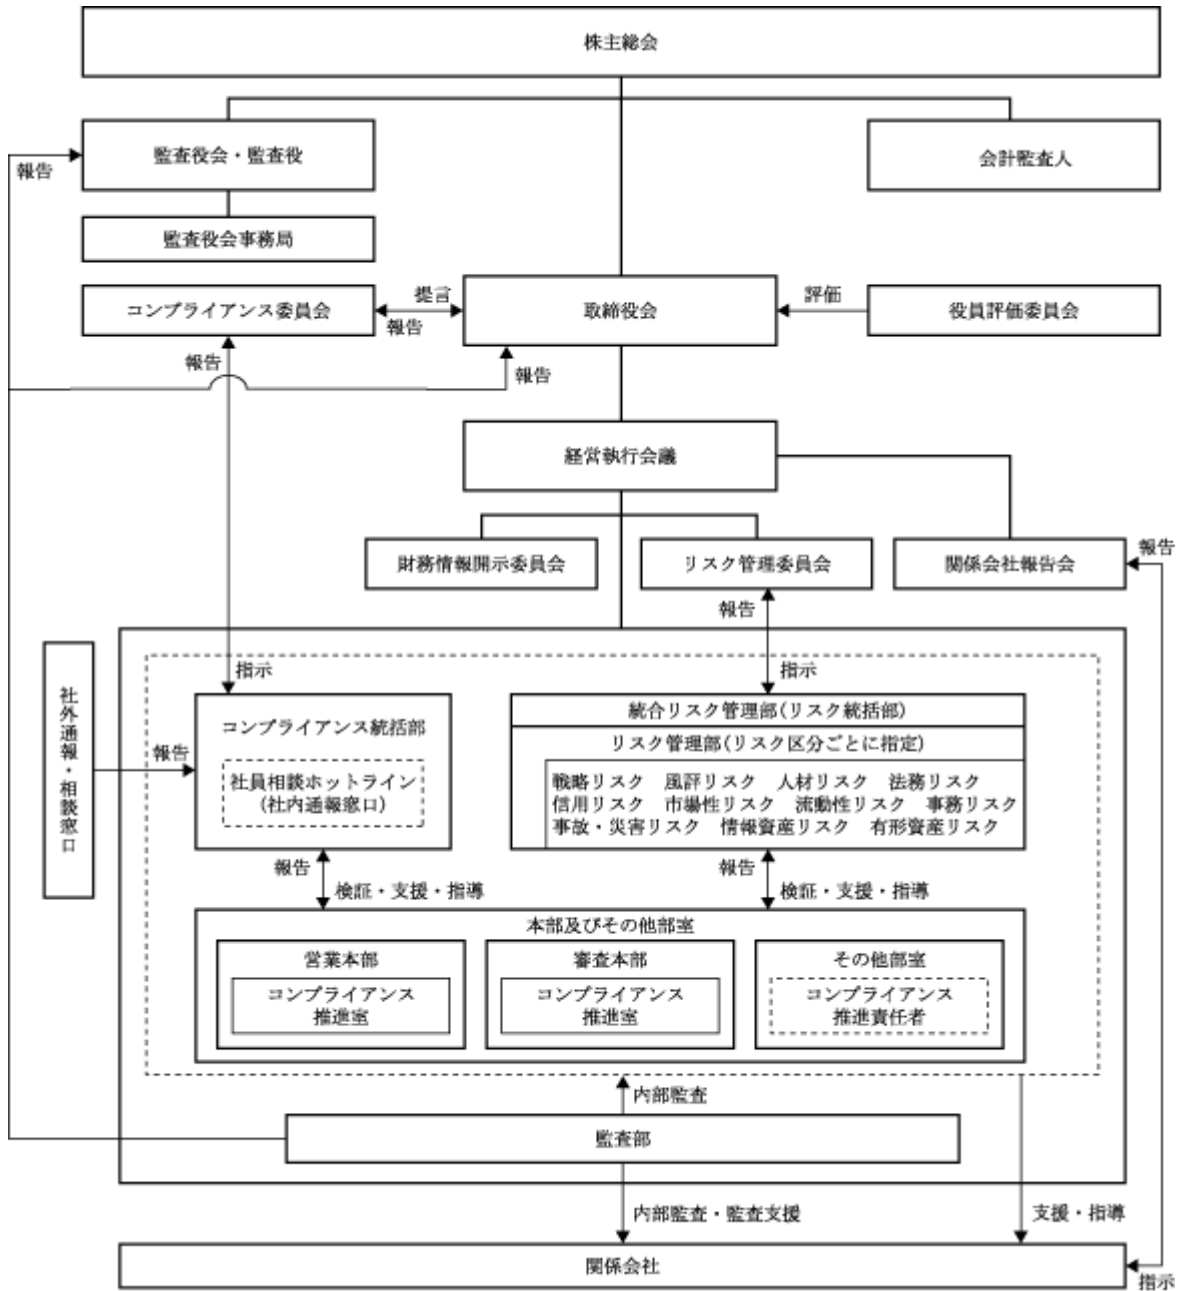 株主総会
監査役会・監査役
会計監査人
報告
監査役会事務局
コンプライアンス委員会
提言
報告
取締役会
評価
役員評価委員会
報告
報告
経営執行会議
財務情報開示委員会
リスク管理委員会
関係会社報告会
報告
報告
指示
指示
社外通報・相談窓口
報告
コンプライアンス統括部
社員相談ホットライン
（社内通報窓口）
統合リスク管理部(リスク統括部)
リスク管理部(リスク区分ごとに指定)
戦略リスク　風評リスク　人材リスク　法務リスク
信用リスク　市場性リスク　流動性リスク　事務リスク
事故・災害リスク　情報資産リスク　有形資産リスク
報告
検証・支援・指導
報告
検証・支援・指導
本部及びその他部室
営業本部
コンプライアンス
推進室
審査本部
コンプライアンス
推進室
その他部室
コンプライアンス
推進責任者
内部監査
監査部
内部監査・監査支援
支援・指導
関係会社
指示